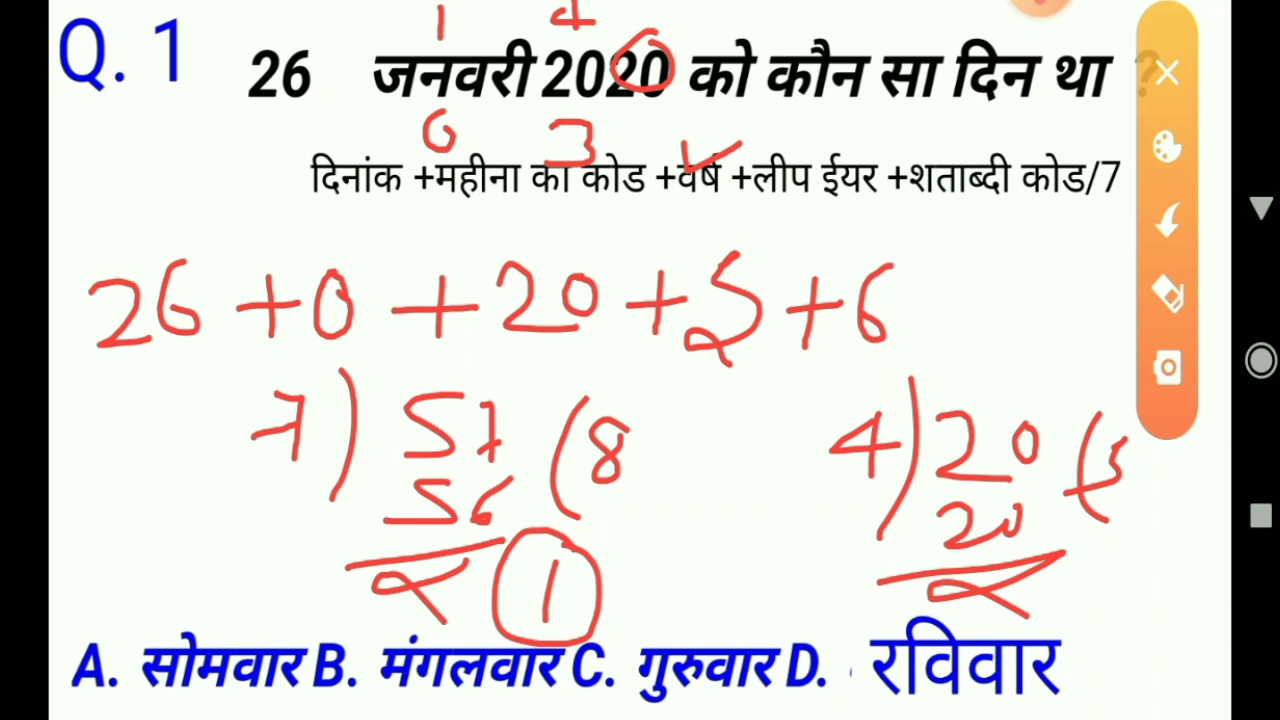 1 4
Q. 1 26 जनवरी 2020 को कौन सा दिन था ?
0 3
दिनांक +महीना का कोड +वर्ष +लीप ईयर +शताब्दी कोड/7
26 + 0 + 20 + 5 + 6
7) 57 (8 4) 20 (5
56 20
1
A. सोमवार B. मंगलवार C. गुरुवार D. रविवार